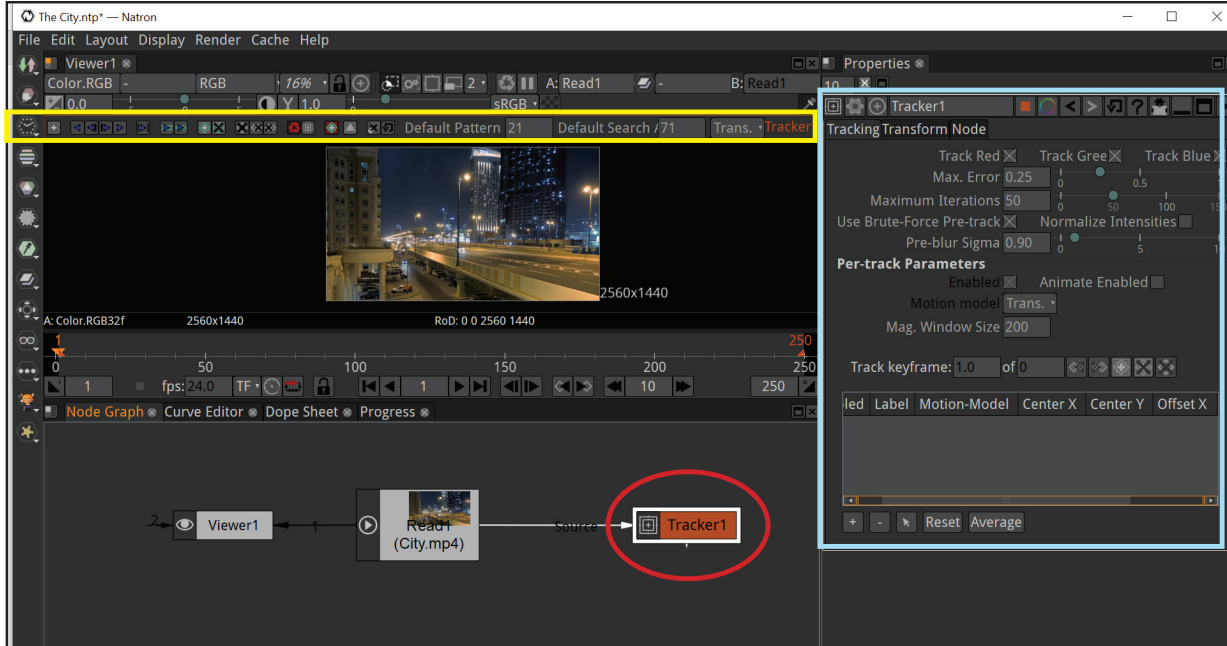 The City.ntp* — Natron
File Edit Layout Display Render Cache Help
Viewer1
Color.RGB - RGB 16% 2 A: Read1 - B: Read1
0.0 Y 1.0 sRGB
Default Pattern 21 Default Search / 71 Trans. Tracker
2560x1440
A: Color.RGB32f 2560x1440 RoD: 0 0 2560 1440
1 250
0 50 100 150 200 250
1 fps: 24.0 TF 1 10 250
Node Graph Curve Editor Dope Sheet Progress
2 Viewer1 1 Read1 Source Tracker1
(City.mp4)
Properties
10
Tracker1
Tracking Transform Node
Track Red Track Gree Track Blue
Max. Error 0.25 0 0.5
Maximum Iterations 50 0 50 100 150
Use Brute-Force Pre-track Normalize Intensities
Pre-blur Sigma 0.90 0 5 1
Per-track Parameters
Enabled Animate Enabled
Motion model Trans.
Mag. Window Size 200
Track keyframe: 1.0 of 0
led Label Motion-Model Center X Center Y Offset X
+ - Reset Average